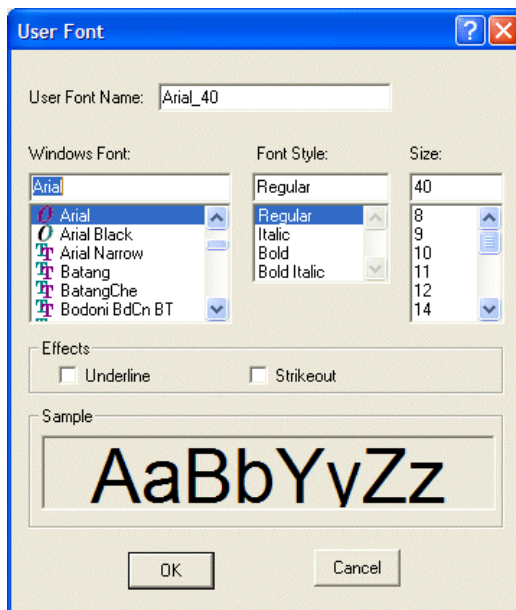 User Font
User Font Name: Arial_40
Windows Font: Font Style: Size:
Arial Regular 40
Arial Regular 8
Arial Black Italic 9
Arial Narrow Bold 10
Batang Bold Italic 11
BatangChe 12
Bodoni BdCn BT 14
Effects
Underline Strikeout
Sample
AaBbYyZz
OK Cancel